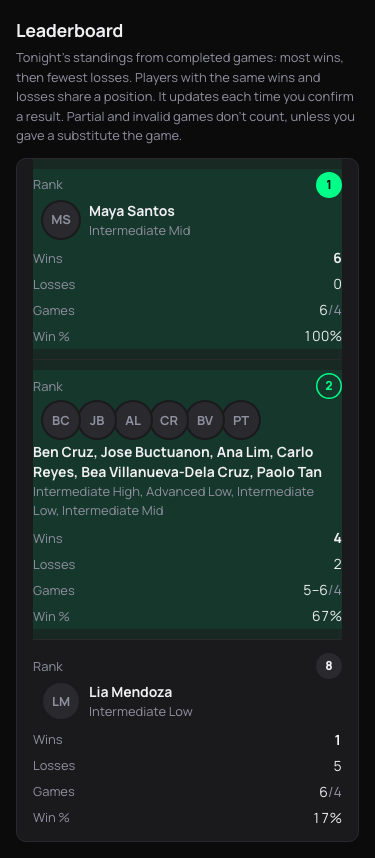 Leaderboard
Tonight's standings from completed games: most wins,
then fewest losses. Players with the same wins and
losses share a position. It updates each time you confirm
a result. Partial and invalid games don't count, unless you
gave a substitute the game.
Rank 1
MS Maya Santos
Intermediate Mid
Wins 6
Losses 0
Games 6/4
Win % 100%
Rank 2
BC JB AL CR BV PT
Ben Cruz, Jose Buctuanon, Ana Lim, Carlo
Reyes, Bea Villanueva-Dela Cruz, Paolo Tan
Intermediate High, Advanced Low, Intermediate
Low, Intermediate Mid
Wins 4
Losses 2
Games 5–6/4
Win % 67%
Rank 8
LM Lia Mendoza
Intermediate Low
Wins 1
Losses 5
Games 6/4
Win % 17%